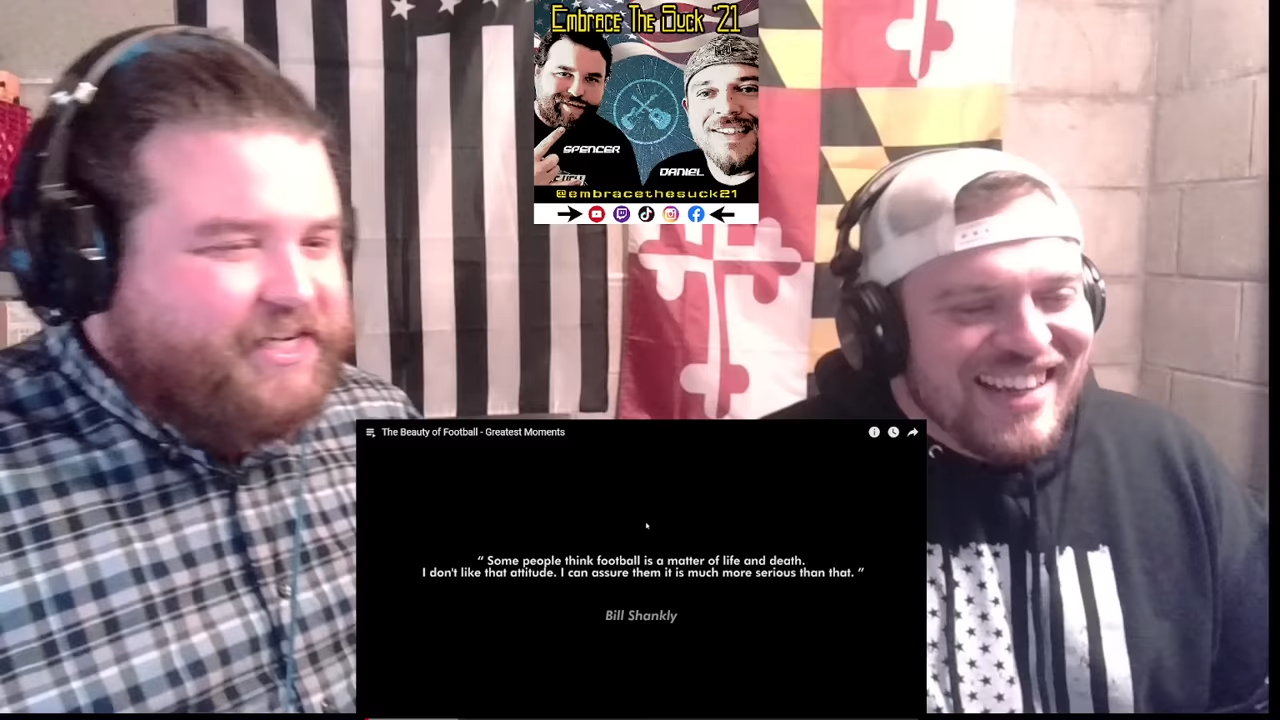 Embrace The Suck '21
SPENCER
DANIEL
@embracethesuck21
The Beauty of Football - Greatest Moments
“ Some people think football is a matter of life and death.
I don't like that attitude. I can assure them it is much more serious than that. ”
Bill Shankly